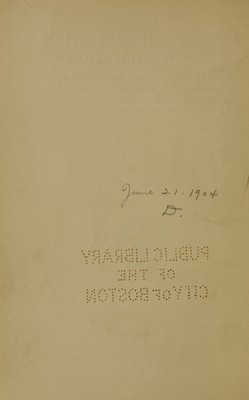 June 21. 1904
D.
PUBLIC LIBRARY
OF THE
CITY OF BOSTON